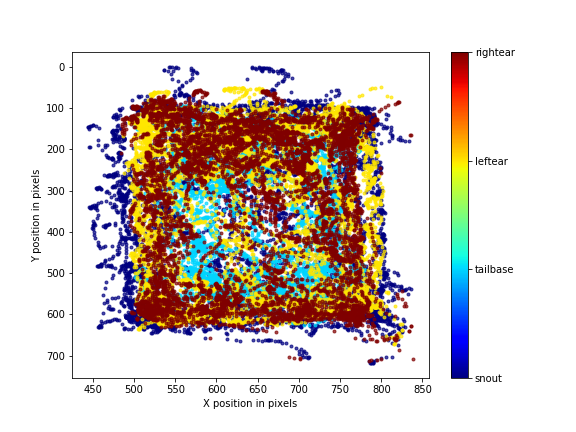 0
100
200
300
400
500
600
700
Y position in pixels
450
500
550
600
650
700
750
800
850
X position in pixels
rightear
leftear
tailbase
snout